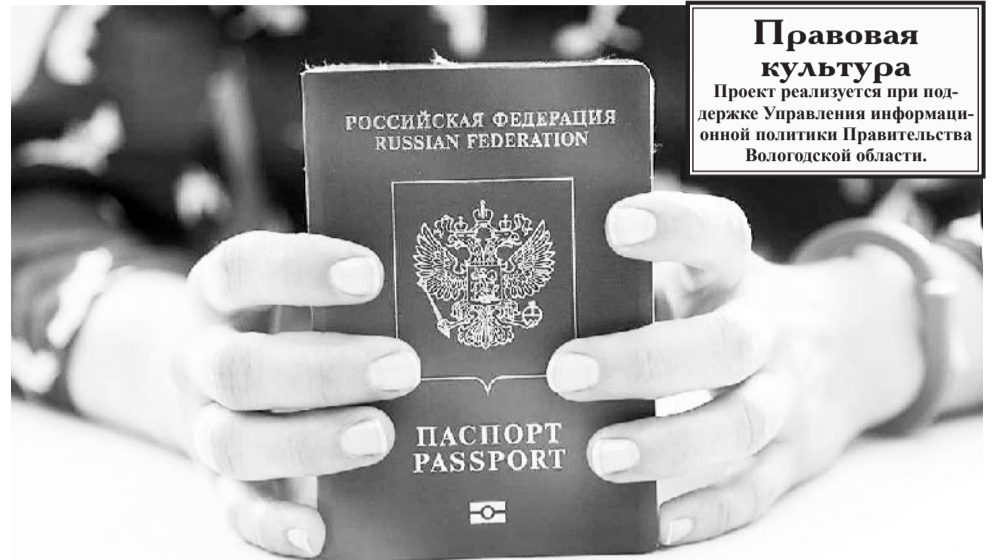 Правовая
культура
Проект реализуется при под-
держке Управления информаци-
онной политики Правительства
Вологодской области.
РОССИЙСКАЯ ФЕДЕРАЦИЯ
RUSSIAN FEDERATION
ПАСПОРТ
PASSPORT